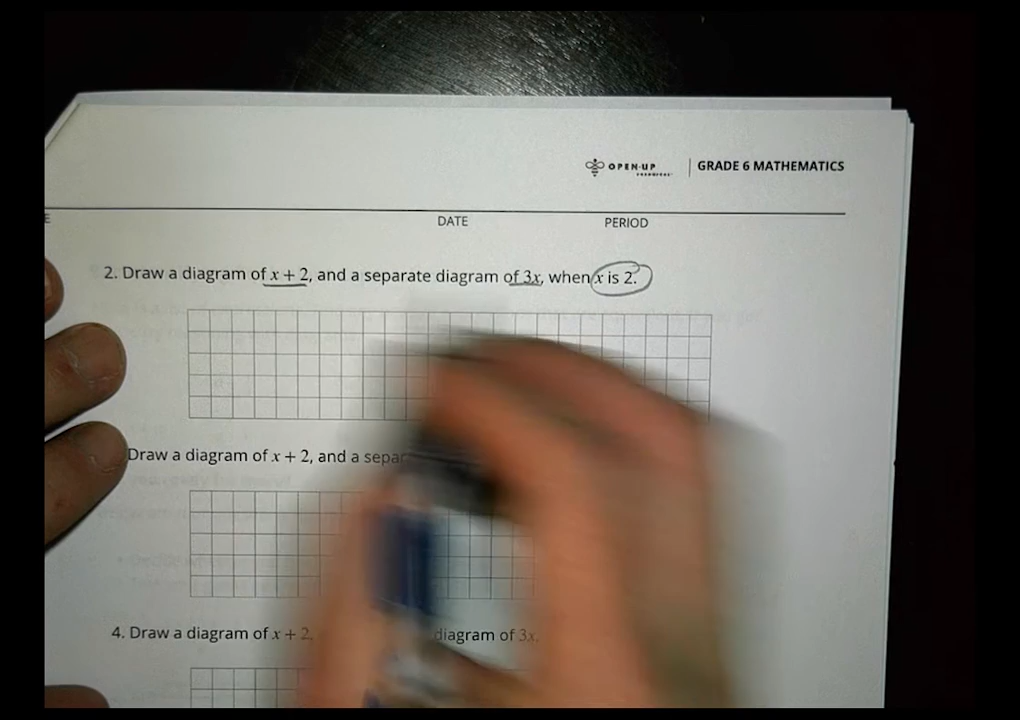 OPEN-UP
GRADE 6 MATHEMATICS
E
DATE
PERIOD
2. Draw a diagram of x + 2, and a separate diagram of 3x, when x is 2.
Draw a diagram of x + 2, and a separ
4. Draw a diagram of x + 2,
diagram of 3x,